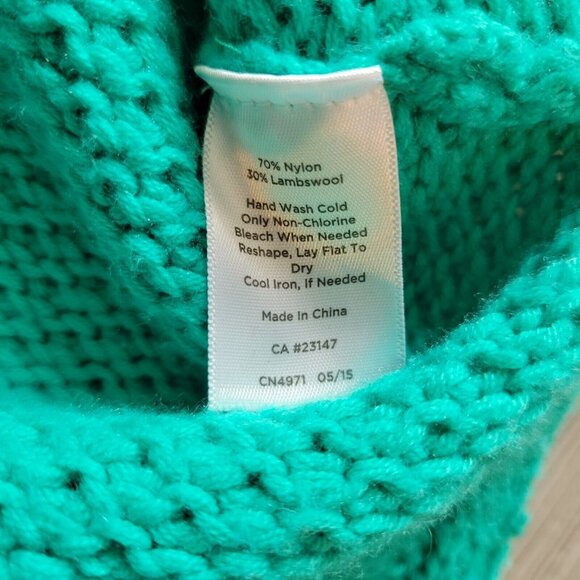 70% Nylon
30% Lambswool
Hand Wash Cold
Only Non-Chlorine
Bleach When Needed
Reshape, Lay Flat To
Dry
Cool Iron, If Needed
Made In China
CA #23147
CN4971 05/15